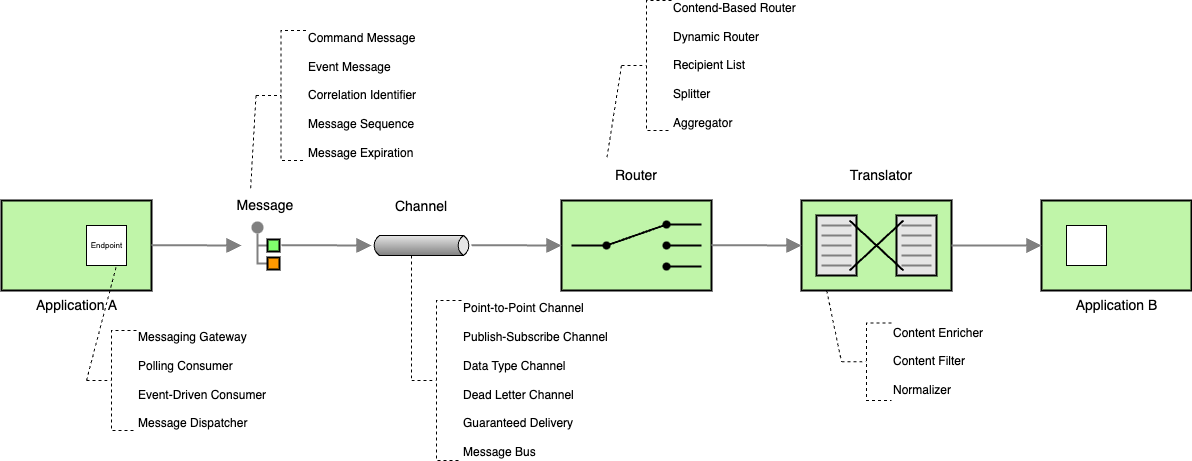 Contend-Based Router
Dynamic Router
Recipient List
Splitter
Aggregator
Command Message
Event Message
Correlation Identifier
Message Sequence
Message Expiration
Router
Translator
Message
Channel
Endpoint
Application A
Application B
Messaging Gateway
Polling Consumer
Event-Driven Consumer
Message Dispatcher
Point-to-Point Channel
Publish-Subscribe Channel
Data Type Channel
Dead Letter Channel
Guaranteed Delivery
Message Bus
Content Enricher
Content Filter
Normalizer